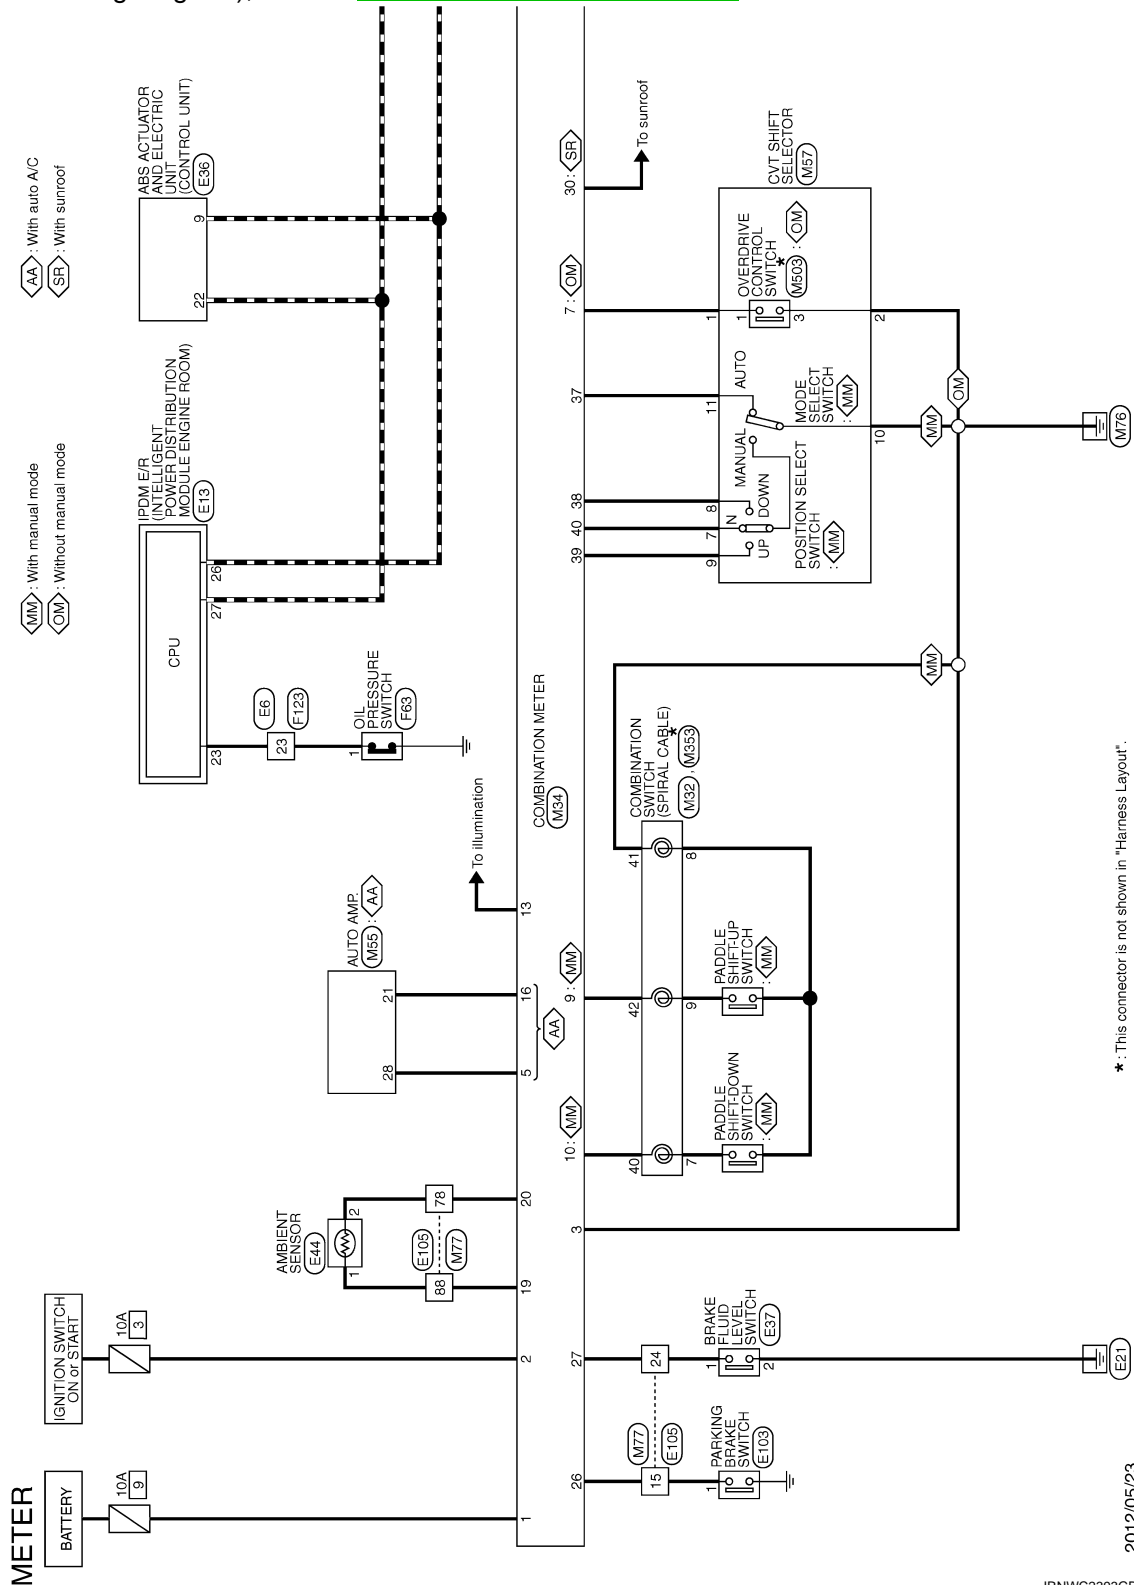 METER
BATTERY
10A
9
IGNITION SWITCH
ON or START
10A
3
AMBIENT
SENSOR
E44
1
2
E105
M77
88
78
AUTO AMP.
M55 : AA
28
21
AA
To illumination
MM : With manual mode
OM : Without manual mode
AA : With auto A/C
SR : With sunroof
IPDM E/R
(INTELLIGENT
POWER DISTRIBUTION
MODULE ENGINE ROOM)
E13
CPU
23
27
26
E6
F123
23
OIL
PRESSURE
SWITCH
F63
1
ABS ACTUATOR
AND ELECTRIC
UNIT
(CONTROL UNIT)
E36
22
9
1
2
19
20
5
16
13
COMBINATION METER
M34
26
27
3
10 : MM
9 : MM
39
40
38
37
7 : OM
30 : SR
To sunroof
M77
E105
15
24
PARKING
BRAKE
SWITCH
E103
1
BRAKE
FLUID
LEVEL
SWITCH
E37
1
2
E21
COMBINATION
SWITCH
(SPIRAL CABLE)
M32 , M353 *
40
42
41
7
9
8
PADDLE
SHIFT-DOWN
SWITCH
: MM
PADDLE
SHIFT-UP
SWITCH
: MM
MM
CVT SHIFT
SELECTOR
M57
9
7
8
11
1
UP
N
DOWN
MANUAL
AUTO
POSITION SELECT
SWITCH
: MM
MODE
SELECT
SWITCH
: MM
OVERDRIVE
CONTROL
SWITCH
M503 * : OM
1
3
10
2
MM
OM
M76
* : This connector is not shown in "Harness Layout".
2012/05/23